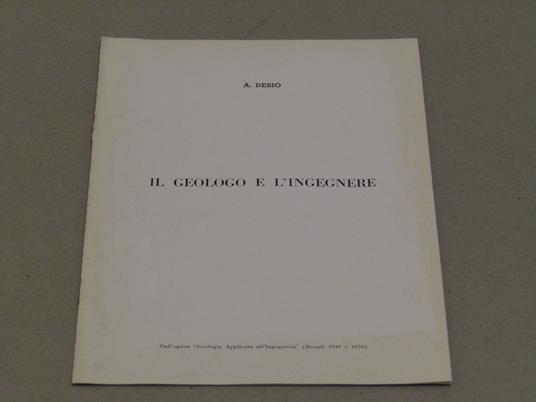 A. DESIO
IL GEOLOGO E L'INGEGNERE
Dall'opera "Geologia Applicata all'Ingegneria" (Hoepli 1949 - 1959)